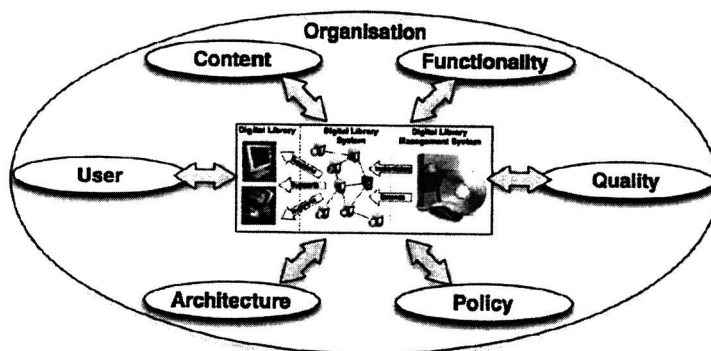 Organisation
Content
Functionality
Digital Library
Digital Library System
Digital Library Management System
User
Quality
Architecture
Policy